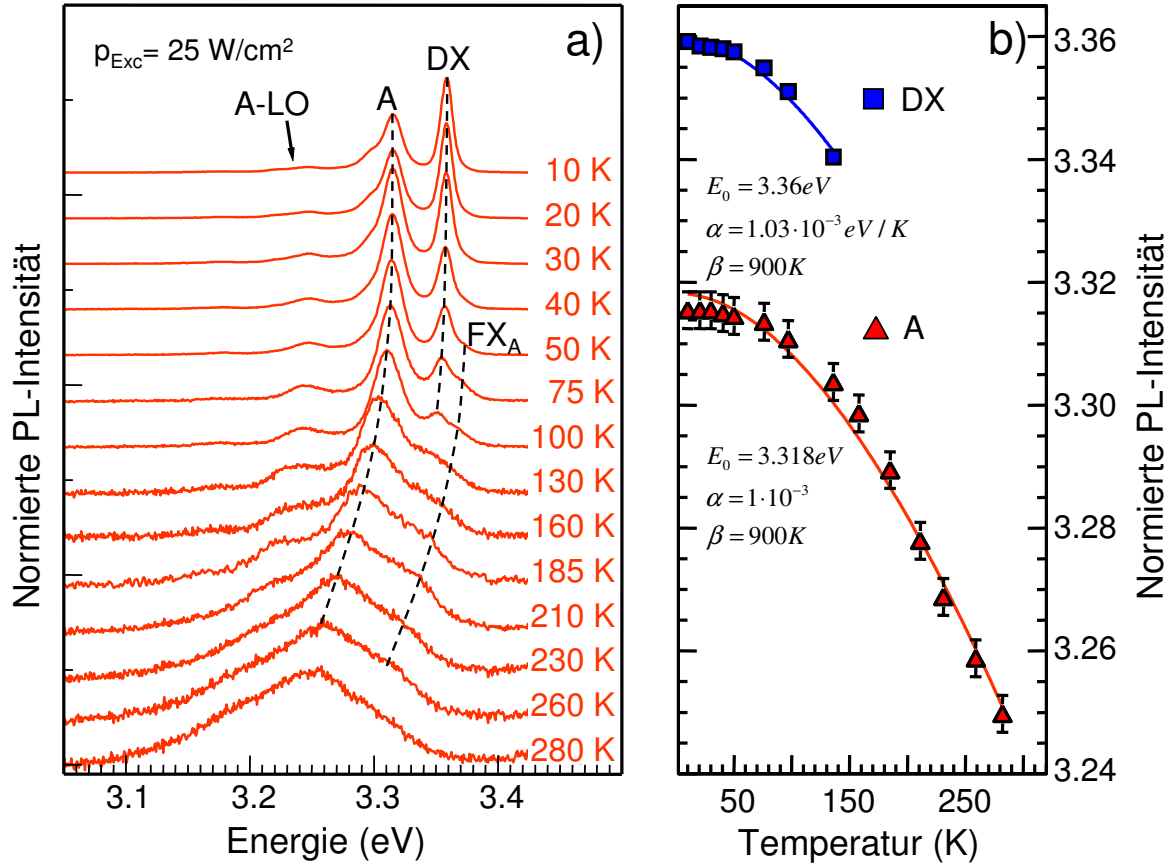 a)
p_Exc= 25 W/cm²
DX
A
A-LO
FX_A
10 K
20 K
30 K
40 K
50 K
75 K
100 K
130 K
160 K
185 K
210 K
230 K
260 K
280 K
Normierte PL-Intensität
3.1
3.2
3.3
3.4
Energie (eV)
b)
DX
E₀ = 3.36eV
α = 1.03·10⁻³ eV / K
β = 900K
A
E₀ = 3.318eV
α = 1·10⁻³
β = 900K
3.36
3.34
3.32
3.30
3.28
3.26
3.24
Normierte PL-Intensität
50
150
250
Temperatur (K)